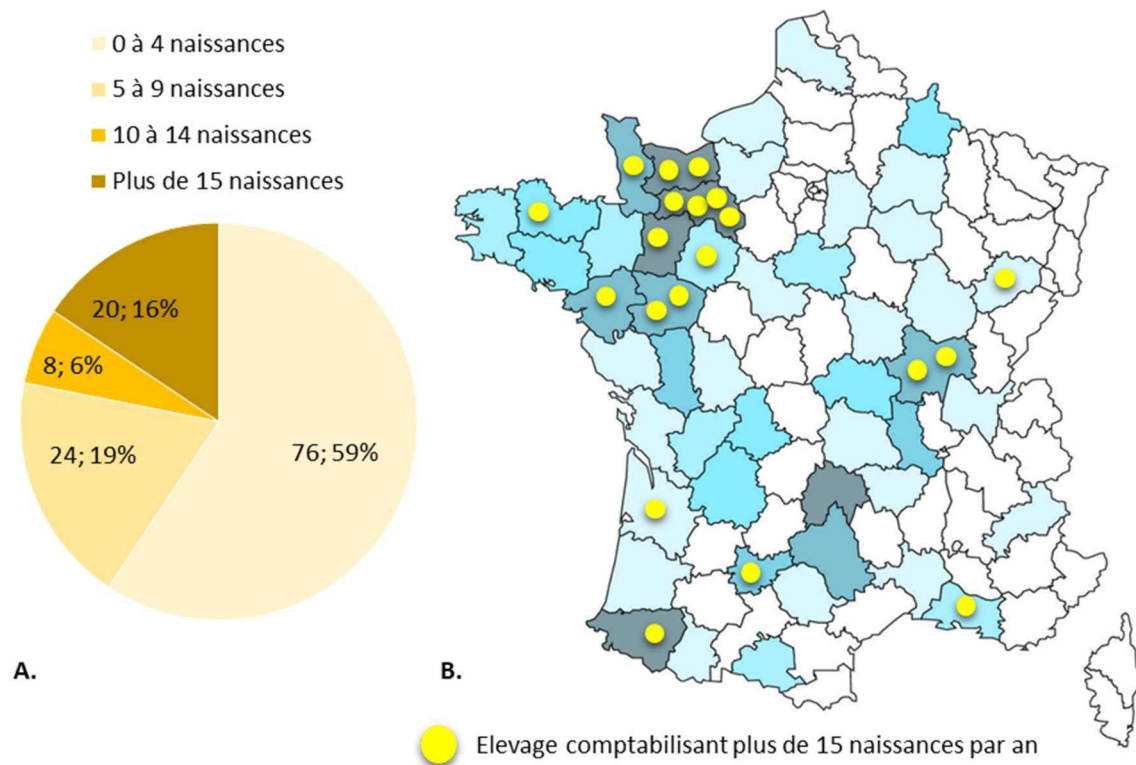 0 à 4 naissances
5 à 9 naissances
10 à 14 naissances
Plus de 15 naissances
20; 16%
8; 6%
24; 19%
76; 59%
A.
B.
Elevage comptabilisant plus de 15 naissances par an